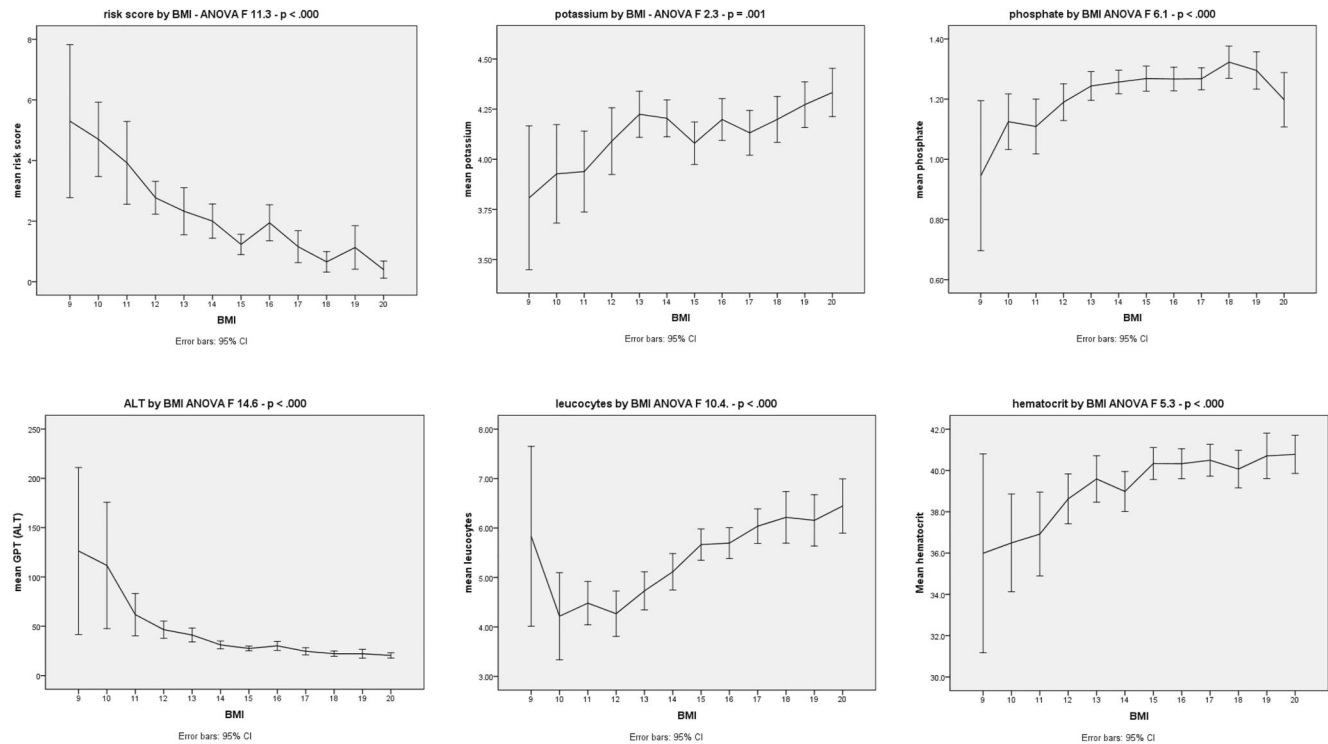 risk score by BMI - ANOVA F 11.3 - p < .000
mean risk score
8
6
4
2
0
9 10 11 12 13 14 15 16 17 18 19 20
BMI
Error bars: 95% CI
potassium by BMI - ANOVA F 2.3 - p = .001
mean potassium
4.50
4.25
4.00
3.75
3.50
9 10 11 12 13 14 15 16 17 18 19 20
BMI
Error bars: 95% CI
phosphate by BMI ANOVA F 6.1 - p < .000
mean phosphate
1.40
1.20
1.00
0.80
0.60
9 10 11 12 13 14 15 16 17 18 19 20
BMI
Error bars: 95% CI
ALT by BMI ANOVA F 14.6 - p < .000
mean GPT (ALT)
250
200
150
100
50
0
9 10 11 12 13 14 15 16 17 18 19 20
BMI
Error bars: 95% CI
leucocytes by BMI ANOVA F 10.4. - p < .000
mean leucocytes
8.00
7.00
6.00
5.00
4.00
3.00
9 10 11 12 13 14 15 16 17 18 19 20
BMI
Error bars: 95% CI
hematocrit by BMI ANOVA F 5.3 - p < .000
Mean hematocrit
42.0
40.0
38.0
36.0
34.0
32.0
30.0
9 10 11 12 13 14 15 16 17 18 19 20
BMI
Error bars: 95% CI